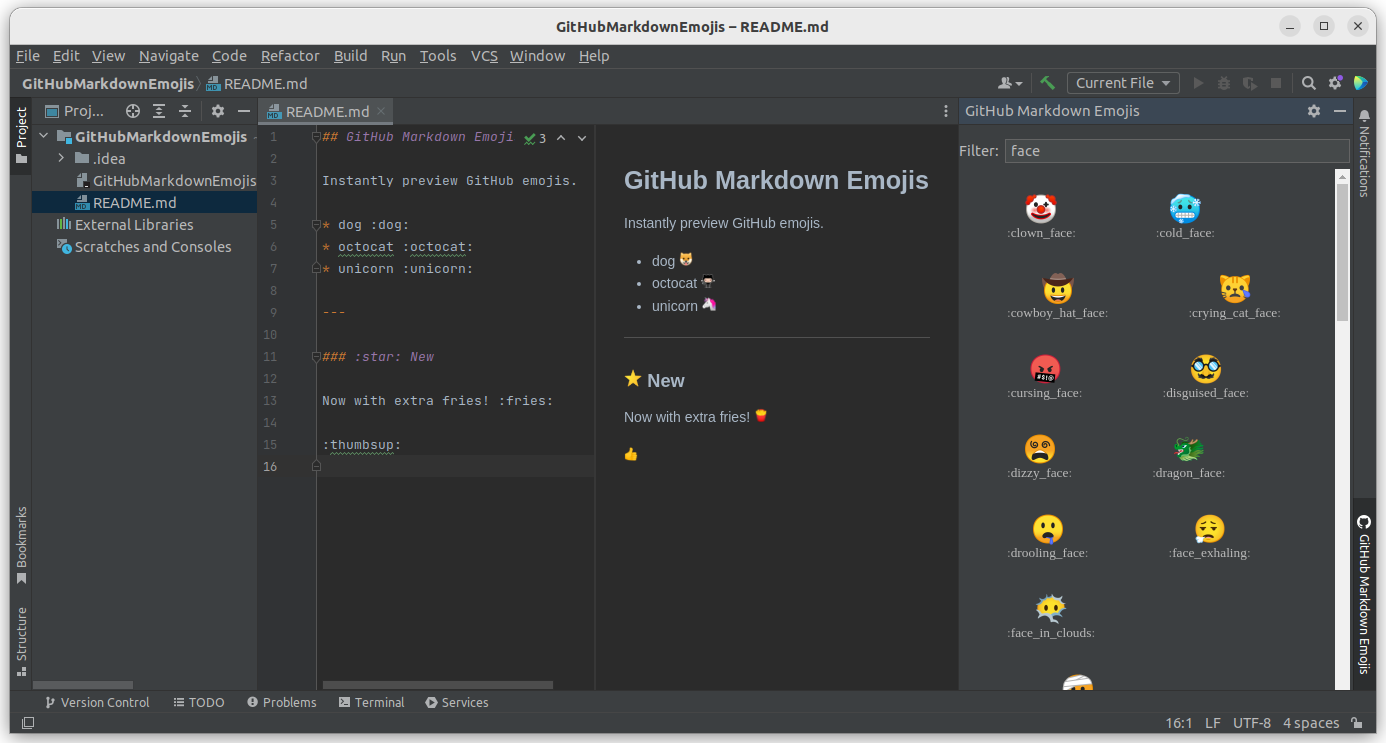 GitHubMarkdownEmojis – README.md
File Edit View Navigate Code Refactor Build Run Tools VCS Window Help
GitHubMarkdownEmojis README.md
Current File
Project
Bookmarks
Structure
Proj...
GitHubMarkdownEmojis
.idea
GitHubMarkdownEmojis
README.md
External Libraries
Scratches and Consoles
README.md
3
1 ## GitHub Markdown Emoji
2
3 Instantly preview GitHub emojis.
4
5 * dog :dog:
6 * octocat :octocat:
7 * unicorn :unicorn:
8
9 ---
10
11 ### :star: New
12
13 Now with extra fries! :fries:
14
15 :thumbsup:
16
GitHub Markdown Emojis
Instantly preview GitHub emojis.
• dog 🐶
• octocat
• unicorn 🦄
⭐ New
Now with extra fries! 🍟
👍
GitHub Markdown Emojis
Filter: face
:clown_face: :cold_face:
:cowboy_hat_face: :crying_cat_face:
:cursing_face: :disguised_face:
:dizzy_face: :dragon_face:
:drooling_face: :face_exhaling:
:face_in_clouds:
Notifications
GitHub Markdown Emojis
Version Control TODO Problems Terminal Services
16:1 LF UTF-8 4 spaces